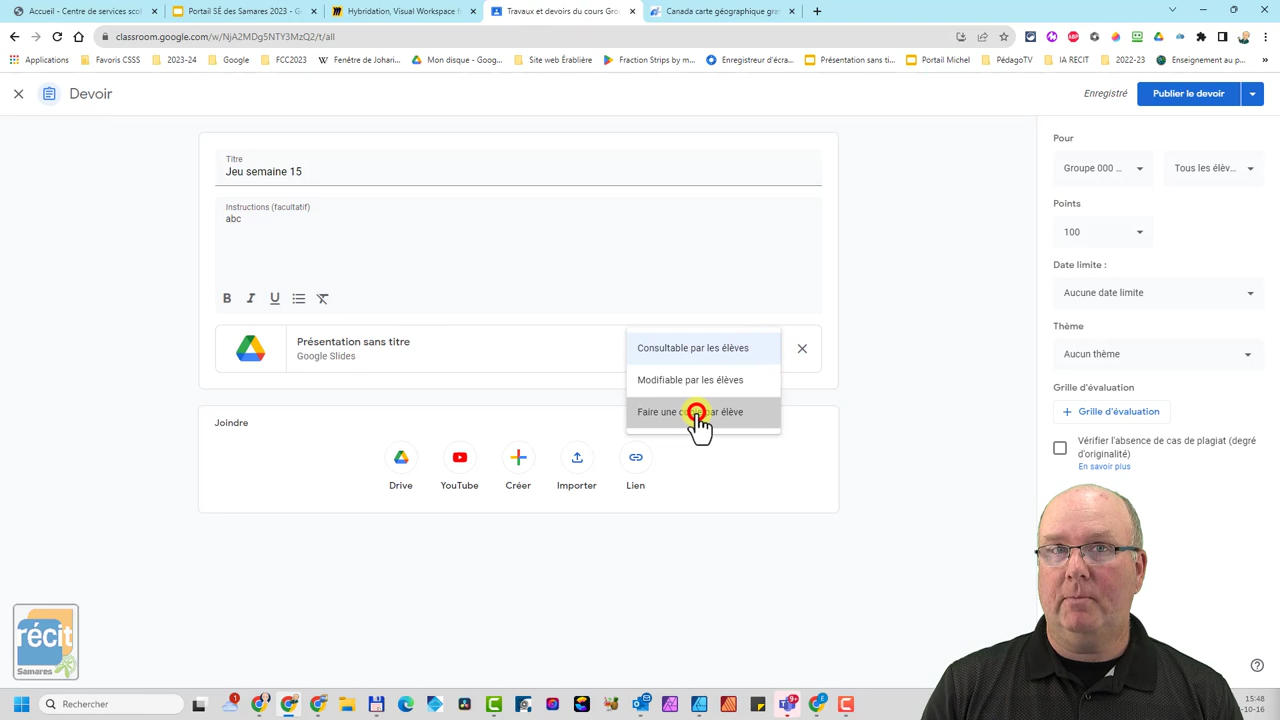 Accueil - Centre de services scol
Portail SÉ des Samares 2023 - G
Hybridation, Visual Workspace f
Travaux et devoirs du cours Gro
Canada carte géographique gra
classroom.google.com/w/NjA2MDg5NTY3MzQ2/t/all
Applications
Favoris CSSS
2023-24
Google
FCC2023
Fenêtre de Johari...
Mon disque - Goog...
Site web Érablière
Fraction Strips by m...
Enregistreur d'écra...
Présentation sans ti...
Portail Michel
PédagoTV
IA RECIT
2022-23
Enseignement au p...
Devoir
Enregistré
Publier le devoir
Titre
Jeu semaine 15
Instructions (facultatif)
abc
B I U
Présentation sans titre
Google Slides
Consultable par les élèves
Modifiable par les élèves
Faire une par élève
Joindre
Drive
YouTube
Créer
Importer
Lien
Pour
Groupe 000 ...
Tous les élèv...
Points
100
Date limite :
Aucune date limite
Thème
Aucun thème
Grille d'évaluation
Grille d'évaluation
Vérifier l'absence de cas de plagiat (degré
d'originalité)
En savoir plus
récit
Samares
Rechercher
15:48
-10-16